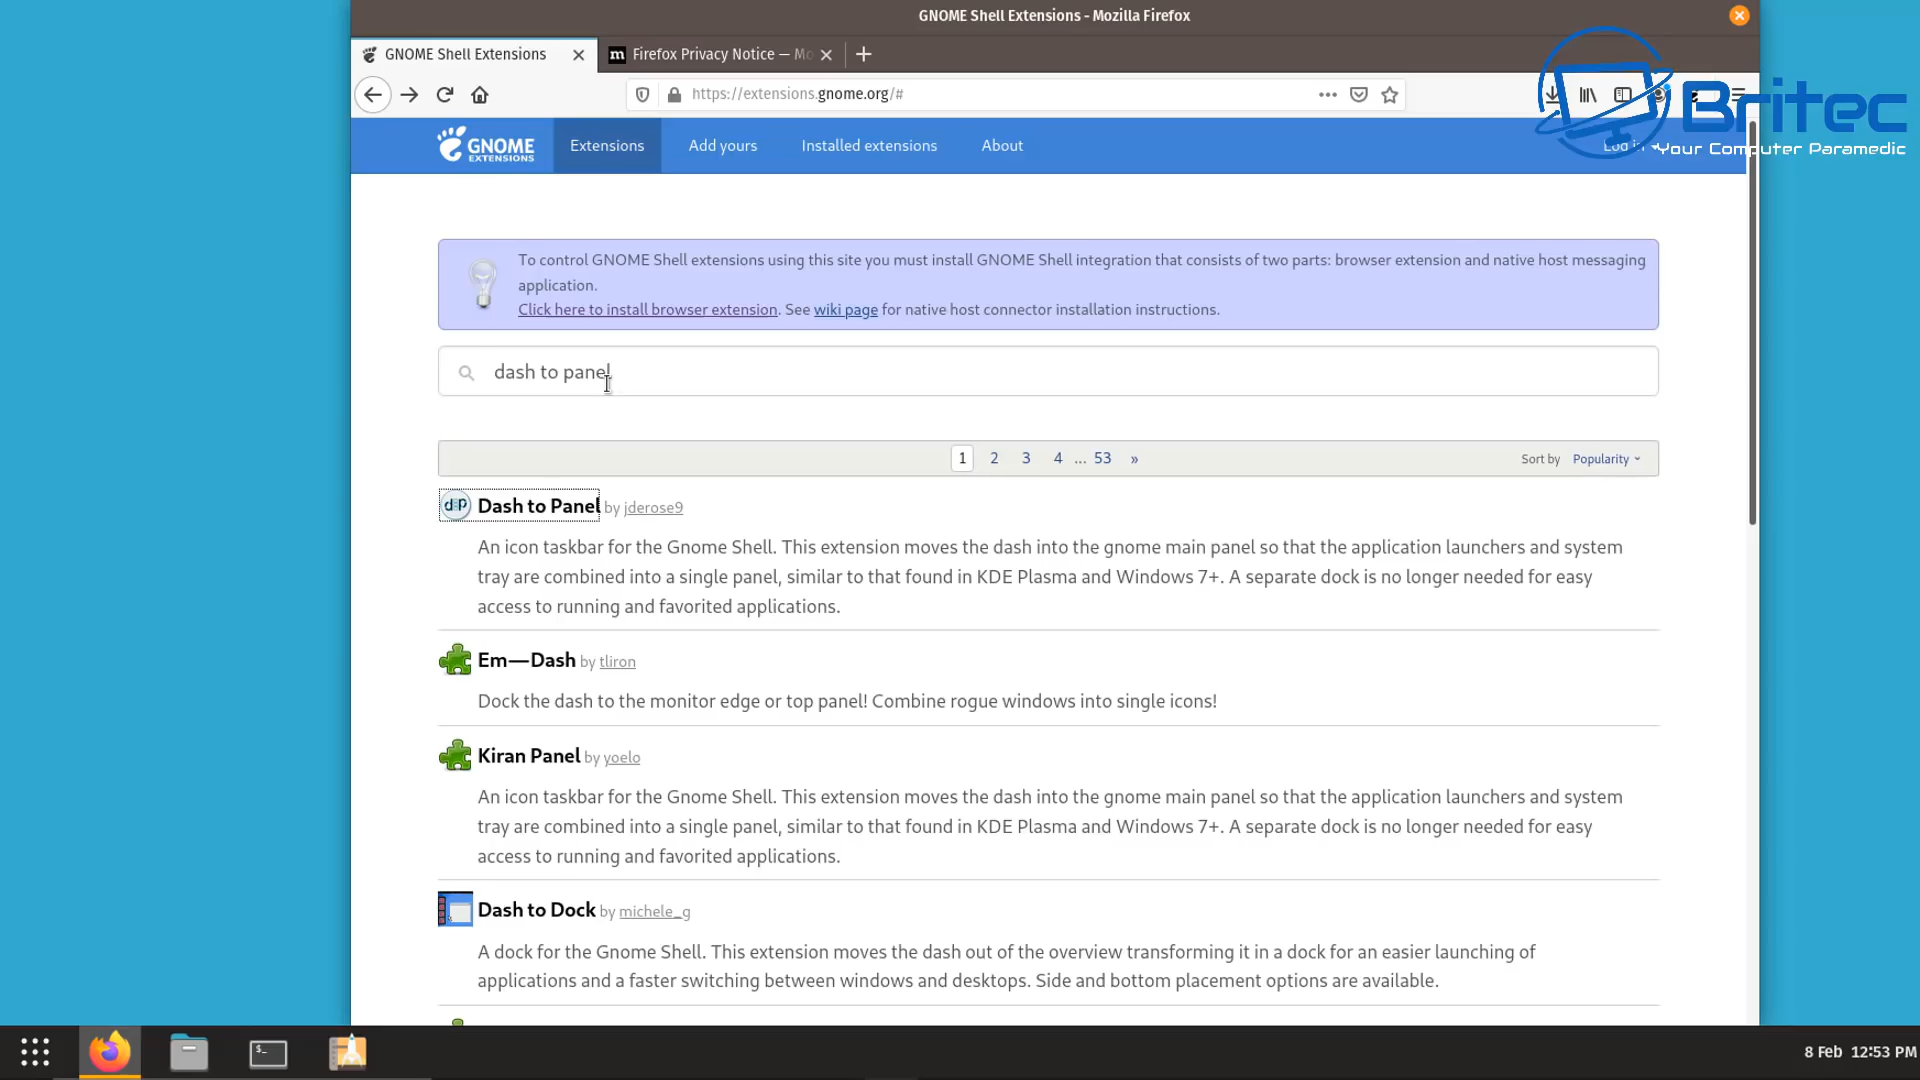 GNOME Shell Extensions - Mozilla Firefox
GNOME Shell Extensions
Firefox Privacy Notice — Mo
https://extensions.gnome.org/#
Britec
Your Computer Paramedic
GNOME
EXTENSIONS
Extensions
Add yours
Installed extensions
About
Log in
To control GNOME Shell extensions using this site you must install GNOME Shell integration that consists of two parts: browser extension and native host messaging
application.
Click here to install browser extension. See wiki page for native host connector installation instructions.
dash to panel
1 2 3 4 ... 53 »
Sort by Popularity
Dash to Panel by jderose9
An icon taskbar for the Gnome Shell. This extension moves the dash into the gnome main panel so that the application launchers and system
tray are combined into a single panel, similar to that found in KDE Plasma and Windows 7+. A separate dock is no longer needed for easy
access to running and favorited applications.
Em—Dash by tliron
Dock the dash to the monitor edge or top panel! Combine rogue windows into single icons!
Kiran Panel by yoelo
An icon taskbar for the Gnome Shell. This extension moves the dash into the gnome main panel so that the application launchers and system
tray are combined into a single panel, similar to that found in KDE Plasma and Windows 7+. A separate dock is no longer needed for easy
access to running and favorited applications.
Dash to Dock by michele_g
A dock for the Gnome Shell. This extension moves the dash out of the overview transforming it in a dock for an easier launching of
applications and a faster switching between windows and desktops. Side and bottom placement options are available.
8 Feb 12:53 PM